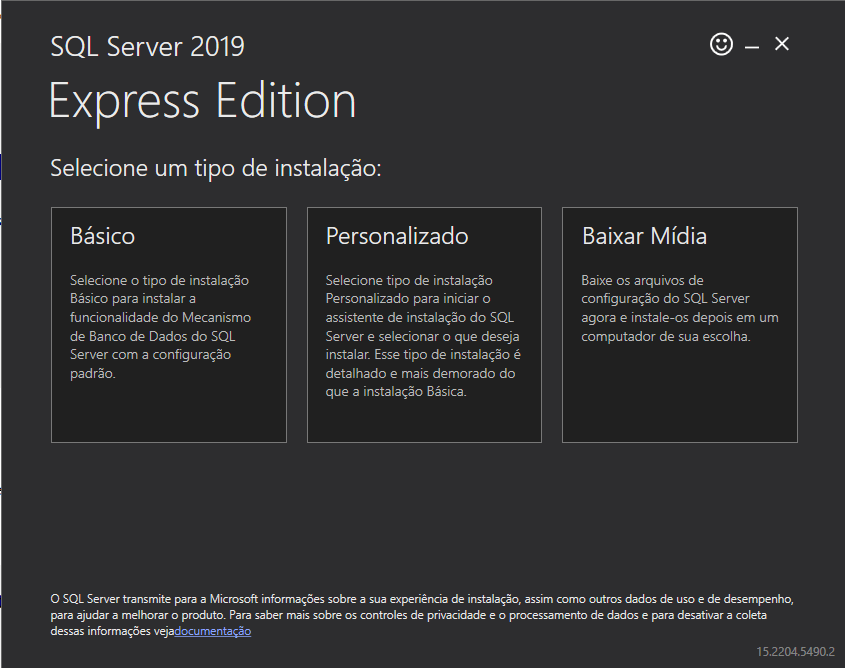 SQL Server 2019
Express Edition
Selecione um tipo de instalação:
Básico
Selecione o tipo de instalação
Básico para instalar a
funcionalidade do Mecanismo
de Banco de Dados do SQL
Server com a configuração
padrão.
Personalizado
Selecione tipo de instalação
Personalizado para iniciar o
assistente de instalação do SQL
Server e selecionar o que deseja
instalar. Esse tipo de instalação é
detalhado e mais demorado do
que a instalação Básica.
Baixar Mídia
Baixe os arquivos de
configuração do SQL Server
agora e instale-os depois em um
computador de sua escolha.
O SQL Server transmite para a Microsoft informações sobre a sua experiência de instalação, assim como outros dados de uso e de desempenho,
para ajudar a melhorar o produto. Para saber mais sobre os controles de privacidade e o processamento de dados e para desativar a coleta
dessas informações vejadocumentação
15.2204.5490.2